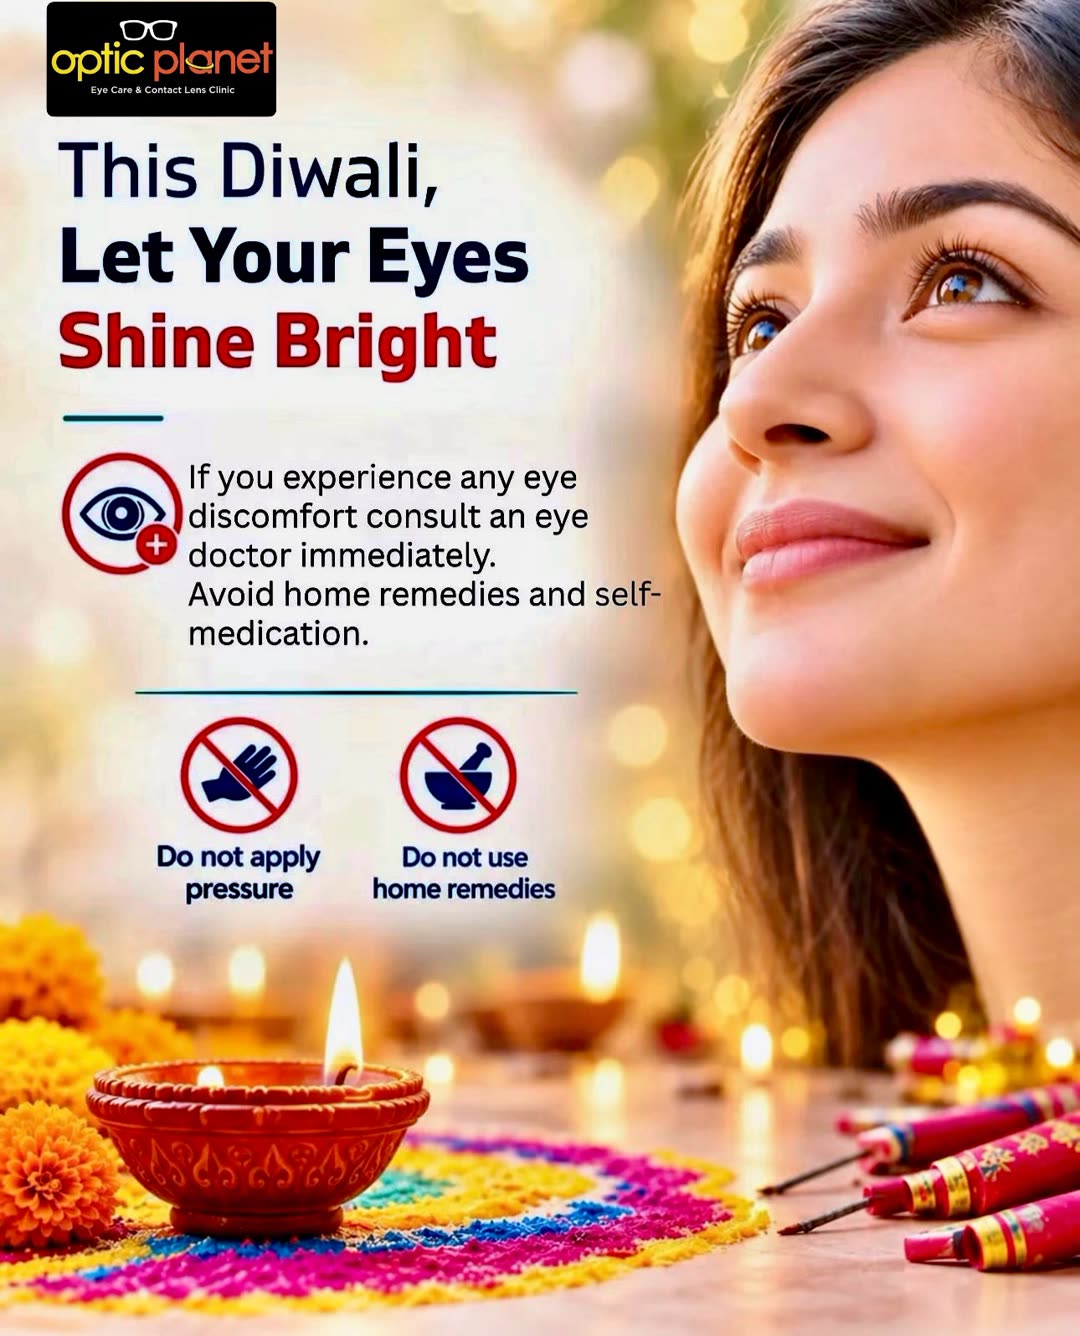 optic planet
Eye Care & Contact Lens Clinic
This Diwali,
Let Your Eyes
Shine Bright
If you experience any eye
discomfort consult an eye
doctor immediately.
Avoid home remedies and self-
medication.
Do not apply
pressure
Do not use
home remedies